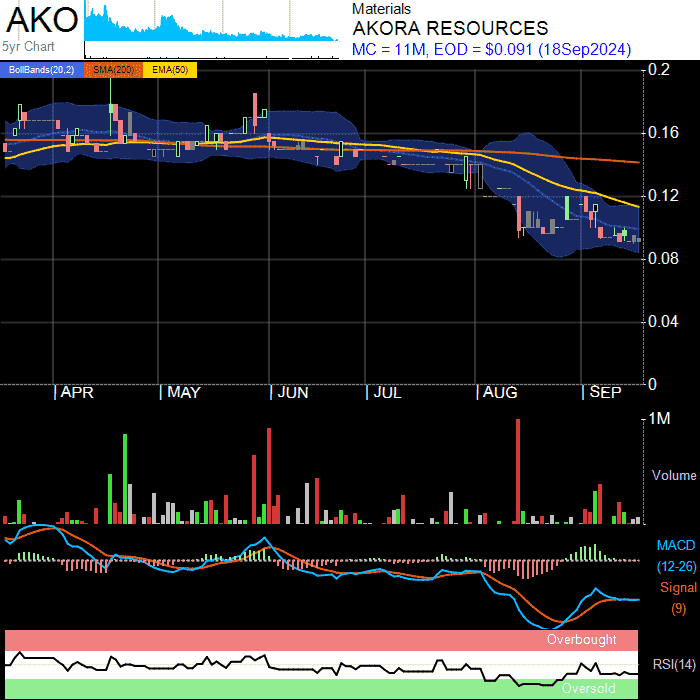 AKO
5yr Chart
Materials
AKORA RESOURCES
MC = 11M, EOD = $0.091 (18Sep2024)
BollBands(20,2) SMA(200) EMA(50)
0.2
0.16
0.12
0.08
0.04
0
APR MAY JUN JUL AUG SEP
1M
Volume
MACD
(12-26)
Signal
(9)
Overbought
RSI(14)
Oversold